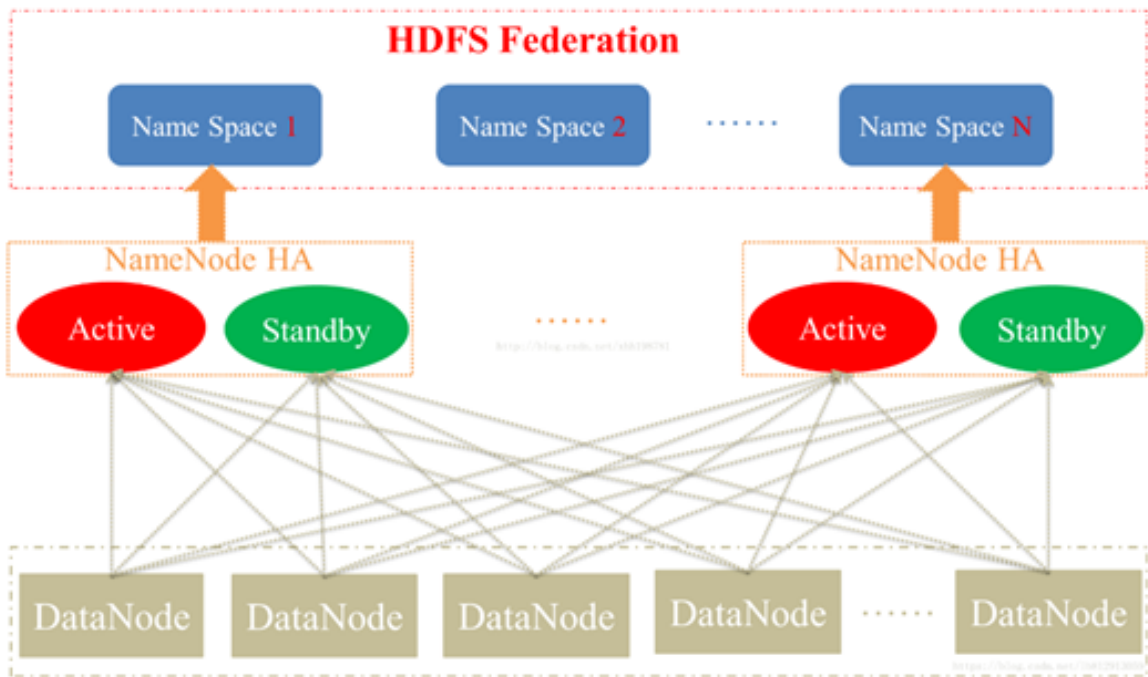 HDFS Federation
Name Space 1
Name Space 2
......
Name Space N
NameNode HA
NameNode HA
Active
Standby
......
Active
Standby
DataNode
DataNode
DataNode
DataNode
......
DataNode